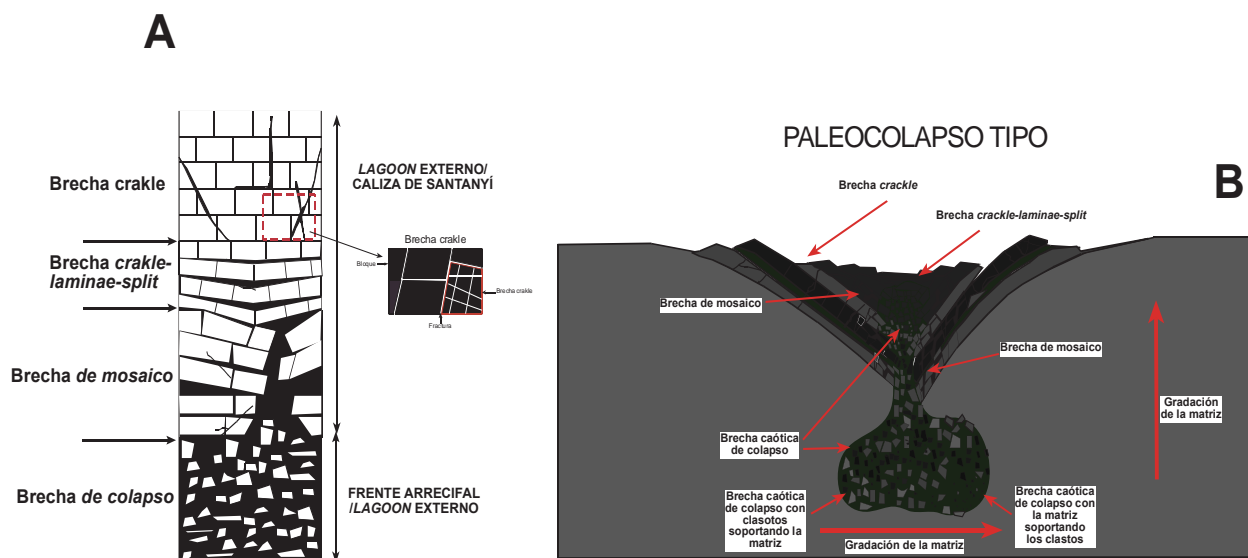 A
Brecha crakle
Brecha crakle-
laminae-split
Brecha de mosaico
Brecha de colapso
LAGOON EXTERNO/
CALIZA DE SANTANYÍ
FRENTE ARRECIFAL
/LAGOON EXTERNO
Brecha crakle
Bloque
Brecha crakle
Fractura
PALEOCOLAPSO TIPO
B
Brecha crackle
Brecha crackle-laminae-split
Brecha de mosaico
Brecha de mosaico
Gradación
de la matriz
Brecha caótica
de colapso
Brecha caótica
de colapso con
clasotos
soportando la
matriz
Gradación de la matriz
Brecha caótica
de colapso con
la matriz
soportando
los clastos